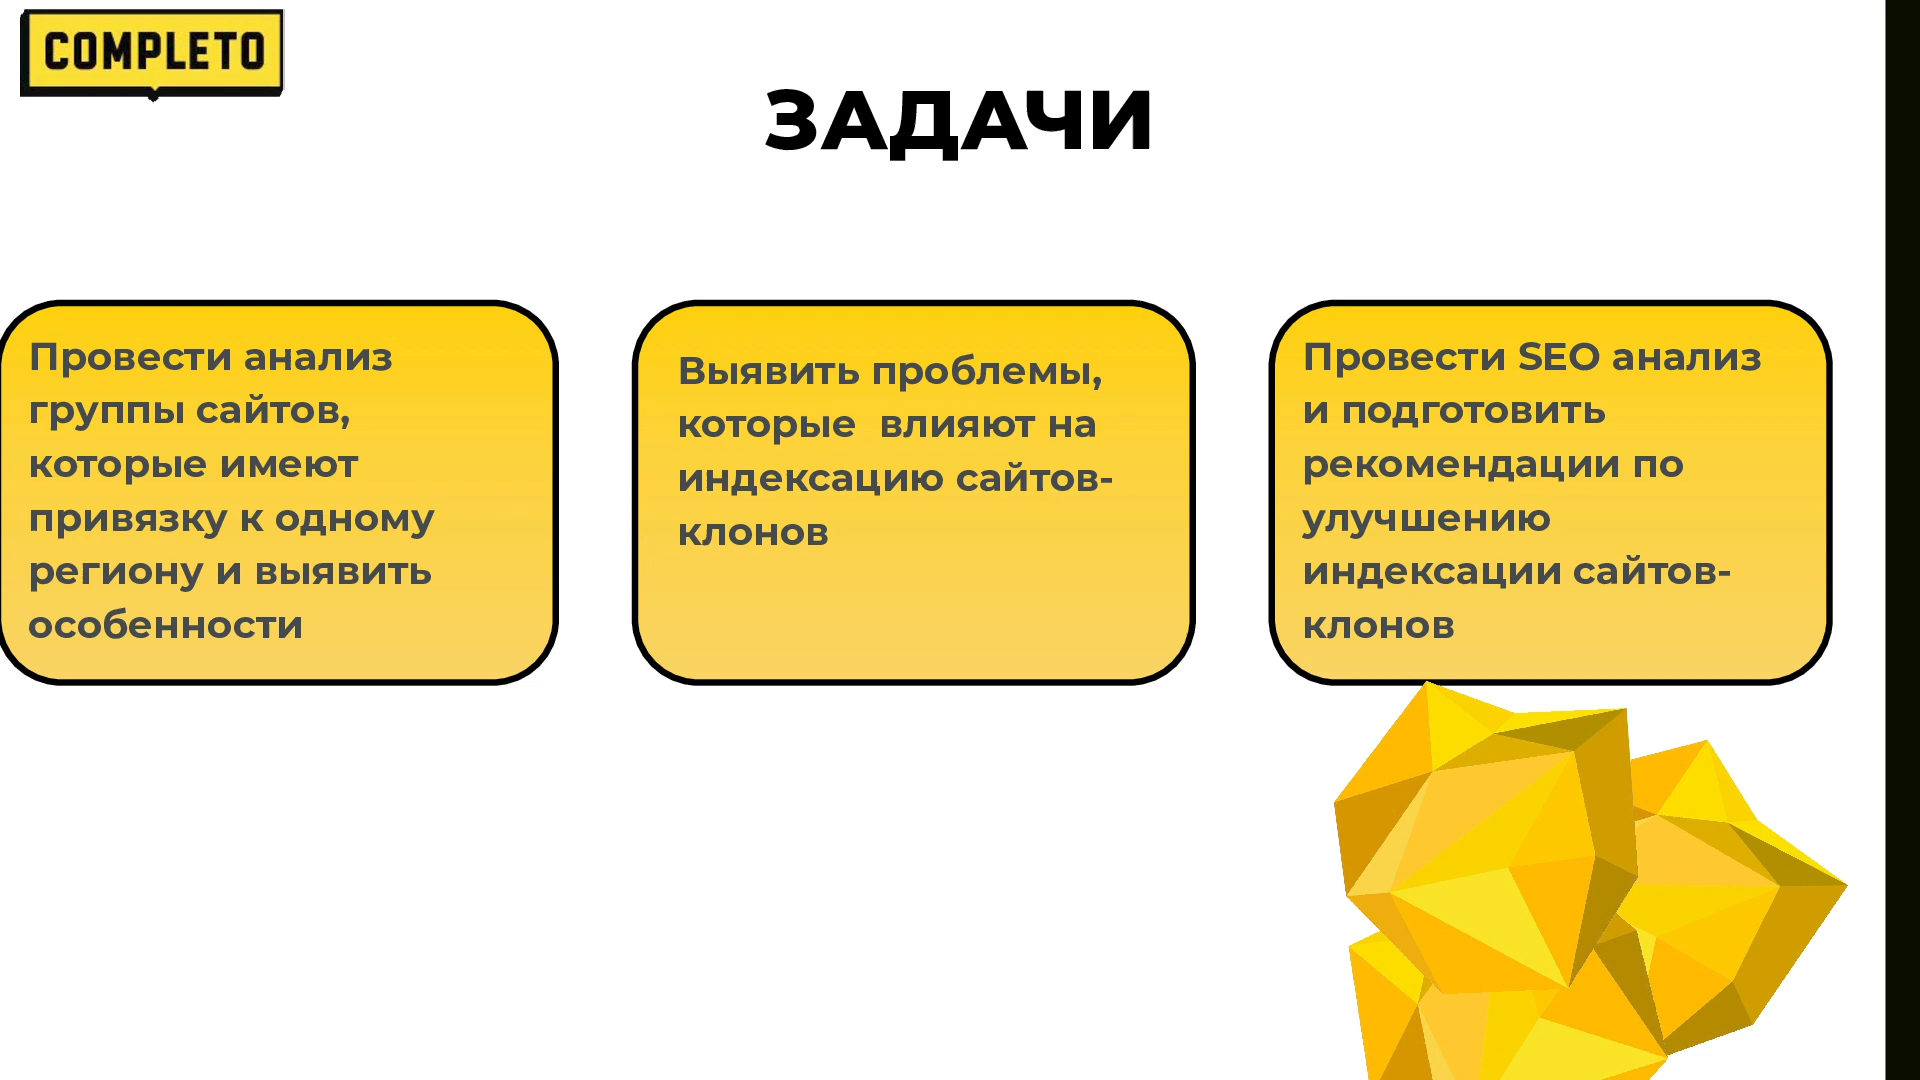 COMPLETO
ЗАДАЧИ
Провести анализ
группы сайтов,
которые имеют
привязку к одному
региону и выявить
особенности
Выявить проблемы,
которые  влияют на
индексацию сайтов-
клонов
Провести SEO анализ
и подготовить
рекомендации по
улучшению
индексации сайтов-
клонов